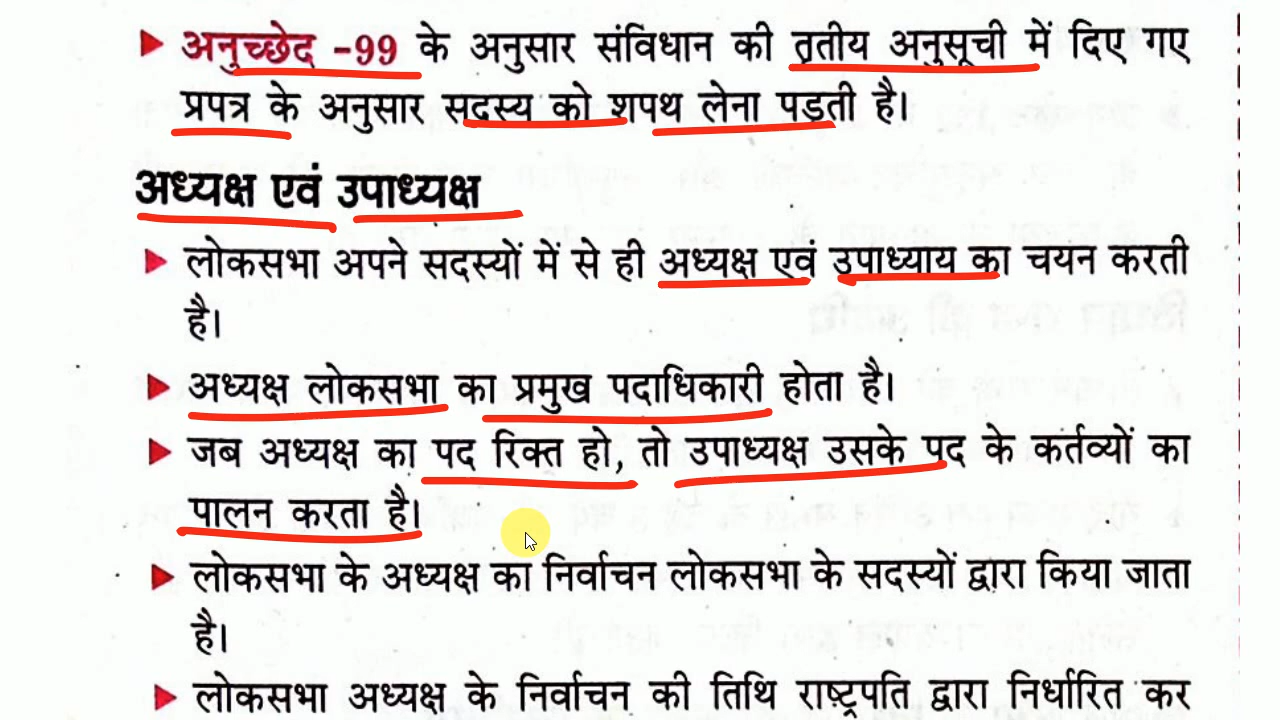 अनुच्छेद -99 के अनुसार संविधान की तृतीय अनुसूची में दिए गए
प्रपत्र के अनुसार सदस्य को शपथ लेना पड़ती है।
अध्यक्ष एवं उपाध्यक्ष
लोकसभा अपने सदस्यों में से ही अध्यक्ष एवं उपाध्याय का चयन करती
है।
अध्यक्ष लोकसभा का प्रमुख पदाधिकारी होता है।
जब अध्यक्ष का पद रिक्त हो, तो उपाध्यक्ष उसके पद के कर्तव्यों का
पालन करता है।
लोकसभा के अध्यक्ष का निर्वाचन लोकसभा के सदस्यों द्वारा किया जाता
है।
लोकसभा अध्यक्ष के निर्वाचन की तिथि राष्ट्रपति द्वारा निर्धारित कर